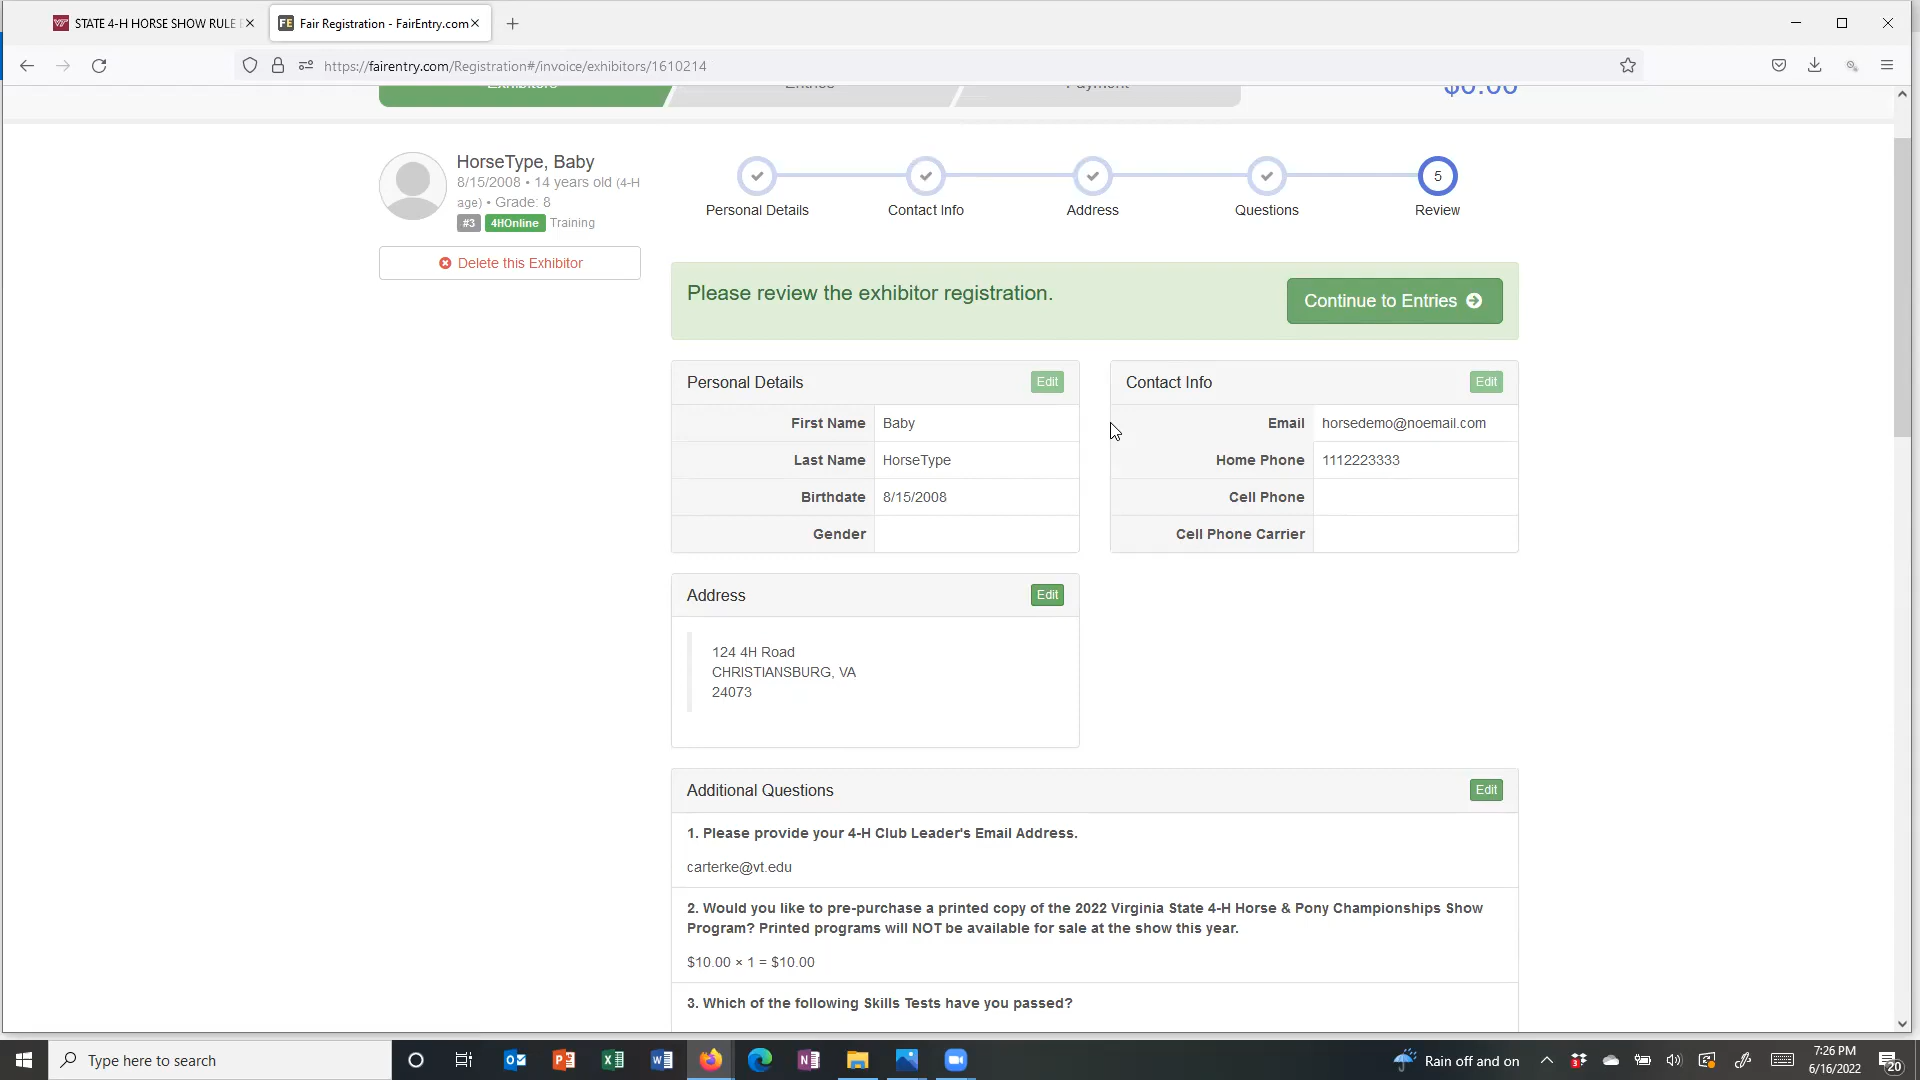 STATE 4-H HORSE SHOW RULE
FE Fair Registration - FairEntry.com
https://fairentry.com/Registration#/invoice/exhibitors/1610214
Exhibitors
Entries
Payment
$0.00
HorseType, Baby
8/15/2008 • 14 years old (4-H
age) • Grade: 8
#3 4HOnline Training
Delete this Exhibitor
5
Personal Details
Contact Info
Address
Questions
Review
Please review the exhibitor registration.
Continue to Entries
Personal Details
Edit
First Name Baby
Last Name HorseType
Birthdate 8/15/2008
Gender
Contact Info
Edit
Email horsedemo@noemail.com
Home Phone 1112223333
Cell Phone
Cell Phone Carrier
Address
Edit
124 4H Road
CHRISTIANSBURG, VA
24073
Additional Questions
Edit
1. Please provide your 4-H Club Leader's Email Address.
carterke@vt.edu
2. Would you like to pre-purchase a printed copy of the 2022 Virginia State 4-H Horse & Pony Championships Show
Program? Printed programs will NOT be available for sale at the show this year.
$10.00 × 1 = $10.00
3. Which of the following Skills Tests have you passed?
Type here to search
Rain off and on
7:26 PM
6/16/2022
20